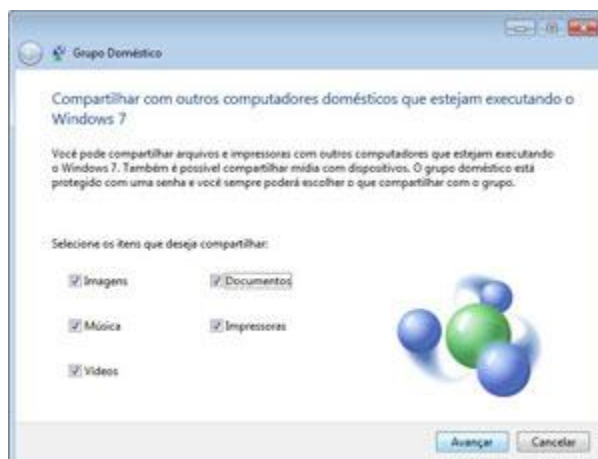 Grupo Doméstico
Compartilhar com outros computadores domésticos que estejam executando o
Windows 7
Você pode compartilhar arquivos e impressoras com outros computadores que estejam executando
o Windows 7. Também é possível compartilhar mídia com dispositivos. O grupo doméstico está
protegido com uma senha e você sempre poderá escolher o que compartilhar com o grupo.
Selecione os itens que deseja compartilhar:
Imagens Documentos
Música Impressoras
Vídeos
Avançar Cancelar